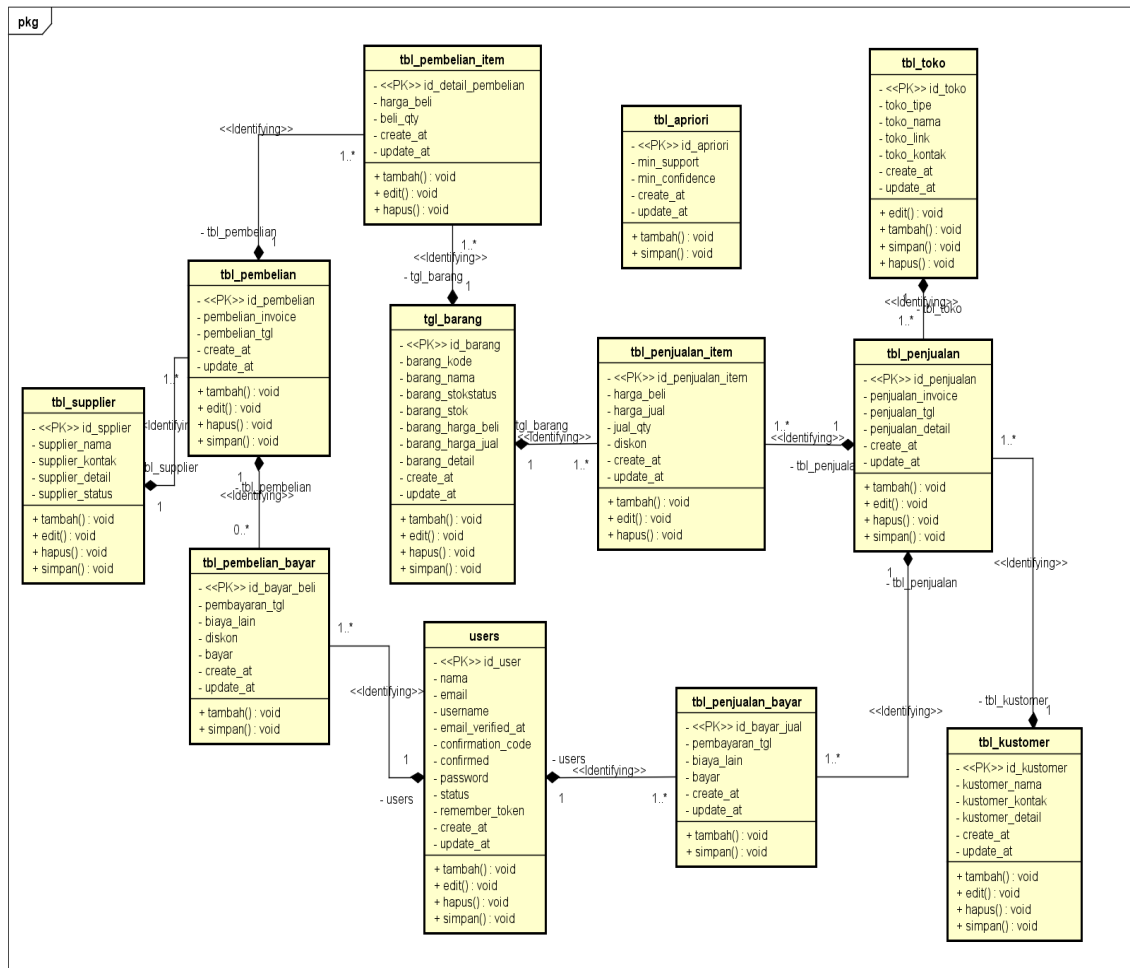 pkg
tbl_pembelian_item
- <<PK>> id_detail_pembelian
- harga_beli
- beli_qty
- create_at
- update_at
+ tambah() : void
+ edit() : void
+ hapus() : void
tbl_apriori
- <<PK>> id_apriori
- min_support
- min_confidence
- create_at
- update_at
+ tambah() : void
+ simpan() : void
tbl_toko
- <<PK>> id_toko
- toko_tipe
- toko_nama
- toko_link
- toko_kontak
- create_at
- update_at
+ edit() : void
+ tambah() : void
+ simpan() : void
+ hapus() : void
<<Identifying>>
1..*
- tbl_pembelian
1
1..*
<<Identifying>>
- tgl_barang
1
<<Identifying>>
1
- tbl_toko
1..*
tbl_pembelian
- <<PK>> id_pembelian
- pembelian_invoice
- pembelian_tgl
- create_at
- update_at
+ tambah() : void
+ edit() : void
+ hapus() : void
+ simpan() : void
tgl_barang
- <<PK>> id_barang
- barang_kode
- barang_nama
- barang_stokstatus
- barang_stok
- barang_harga_beli
- barang_harga_jual
- barang_detail
- create_at
- update_at
+ tambah() : void
+ edit() : void
+ hapus() : void
+ simpan() : void
tbl_penjualan_item
- <<PK>> id_penjualan_item
- harga_beli
- harga_jual
- jual_qty
- diskon
- create_at
- update_at
+ tambah() : void
+ edit() : void
+ hapus() : void
tbl_penjualan
- <<PK>> id_penjualan
- penjualan_invoice
- penjualan_tgl
- penjualan_detail
- create_at
- update_at
+ tambah() : void
+ edit() : void
+ hapus() : void
+ simpan() : void
tbl_supplier
- <<PK>> id_spplier
- supplier_nama
- supplier_kontak
- supplier_detail
- supplier_status
+ tambah() : void
+ edit() : void
+ hapus() : void
+ simpan() : void
1..*
<<Identifyin
tbl_supplier
1
tgl_barang
<<Identifying>>
1
1..*
1..*
1
<<Identifying>>
- tbl_penjuala
1..*
1
- tbl_pembelian
<<Identifying>>
0..*
<<Identifying>>
1
- tbl_penjualan
tbl_pembelian_bayar
- <<PK>> id_bayar_beli
- pembayaran_tgl
- biaya_lain
- diskon
- bayar
- create_at
- update_at
+ tambah() : void
+ simpan() : void
1..*
<<Identifying>>
1
- users
users
- <<PK>> id_user
- nama
- email
- username
- email_verified_at
- confirmation_code
- confirmed
- password
- status
- remember_token
- create_at
- update_at
+ tambah() : void
+ edit() : void
+ hapus() : void
+ simpan() : void
- users
<<Identifying>>
1
1..*
tbl_penjualan_bayar
- <<PK>> id_bayar_jual
- pembayaran_tgl
- biaya_lain
- bayar
- create_at
- update_at
+ tambah() : void
+ simpan() : void
<<Identifying>>
1..*
- tbl_kustomer
1
tbl_kustomer
- <<PK>> id_kustomer
- kustomer_nama
- kustomer_kontak
- kustomer_detail
- create_at
- update_at
+ tambah() : void
+ edit() : void
+ hapus() : void
+ simpan() : void